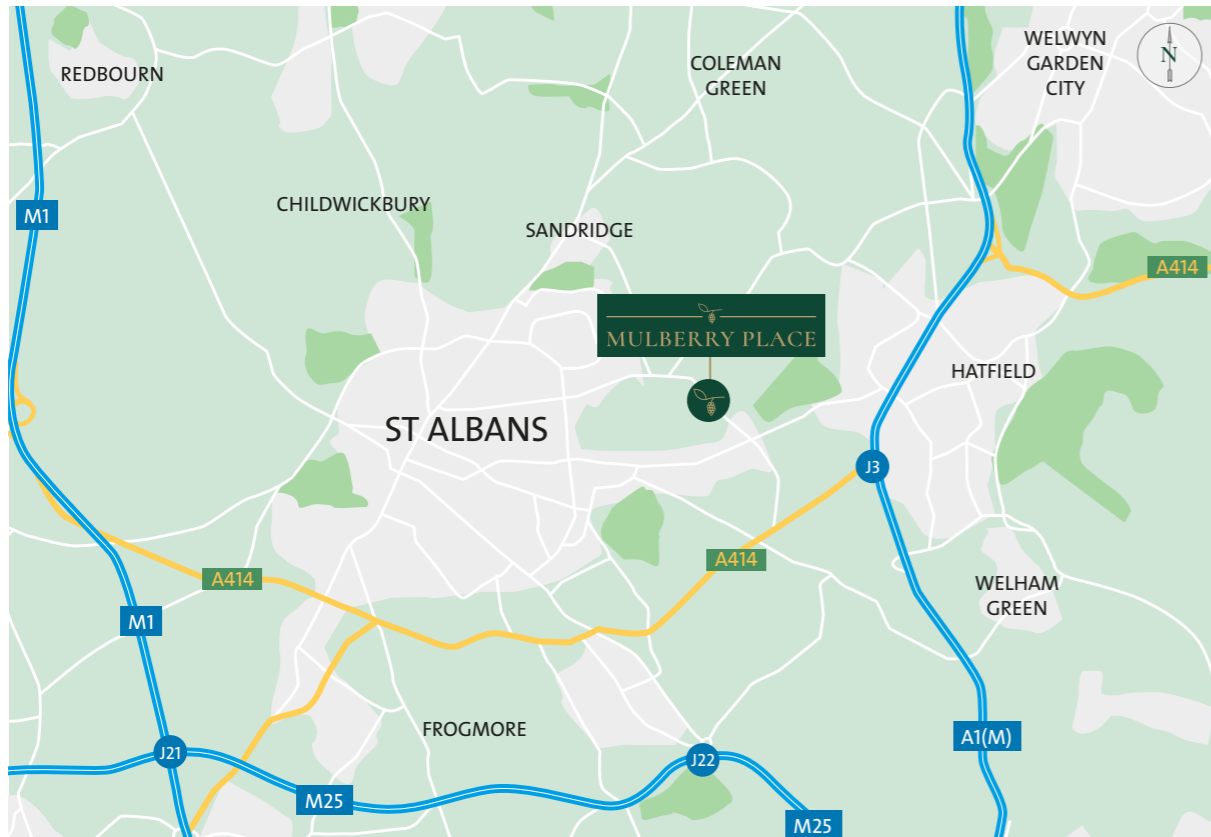 REDBOURN
COLEMAN
GREEN
WELWYN
GARDEN
CITY
N
M1
CHILDWICKBURY
SANDRIDGE
A414
MULBERRY PLACE
HATFIELD
ST ALBANS
J3
A414
A414
WELHAM
GREEN
M1
FROGMORE
A1(M)
J21
J22
M25
M25